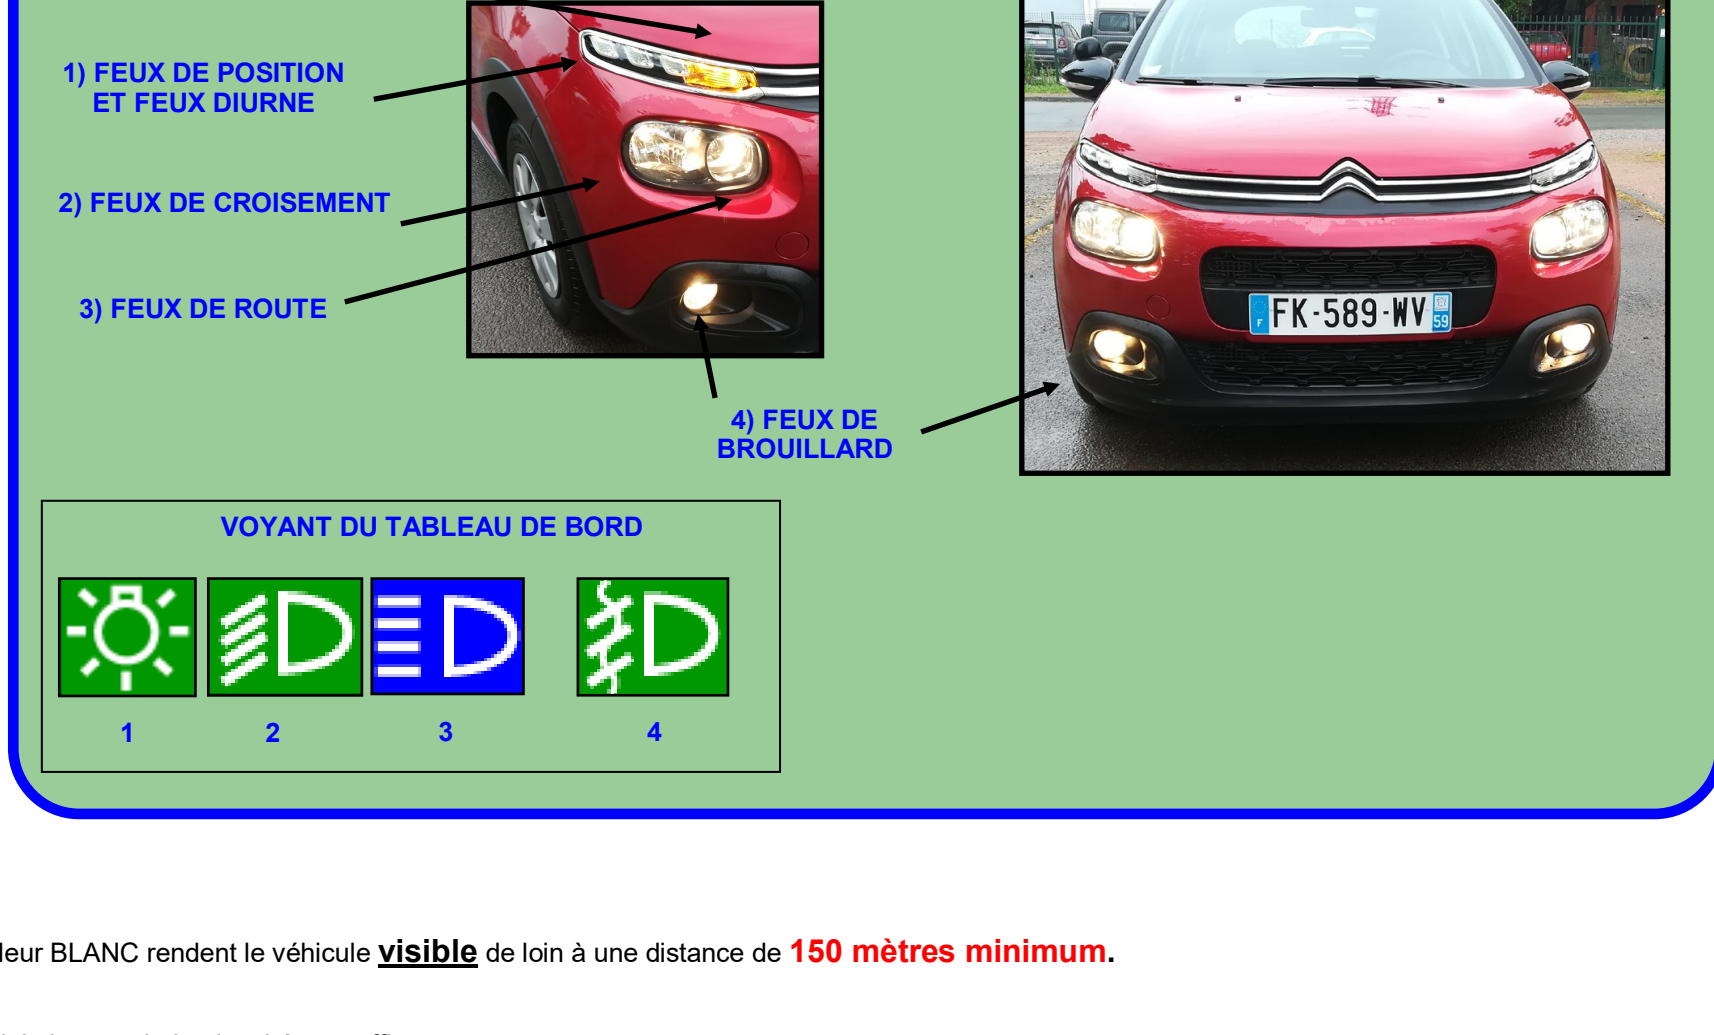 1) FEUX DE POSITION
ET FEUX DIURNE
2) FEUX DE CROISEMENT
3) FEUX DE ROUTE
FK-589-WV
F
59
4) FEUX DE
BROUILLARD
VOYANT DU TABLEAU DE BORD
1
2
3
4
leur BLANC rendent le véhicule visible de loin à une distance de 150 mètres minimum.